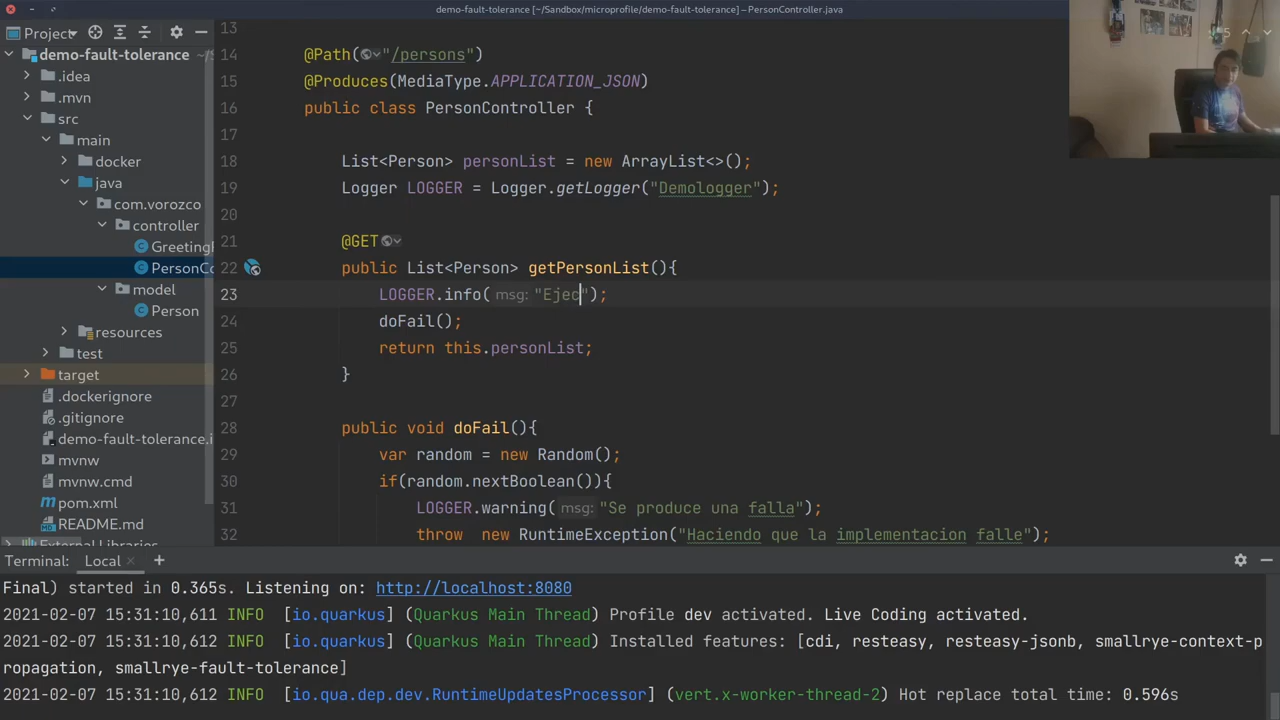 demo-fault-tolerance [~/Sandbox/microprofile/demo-fault-tolerance] – PersonController.java
Project
demo-fault-tolerance
.idea
.mvn
src
main
docker
java
com.vorozco
controller
GreetingR
PersonCo
model
Person
resources
test
target
.dockerignore
.gitignore
demo-fault-tolerance.i
mvnw
mvnw.cmd
pom.xml
README.md
External Libraries
13
14 @Path("/persons")
15 @Produces(MediaType.APPLICATION_JSON)
16 public class PersonController {
17
18 List<Person> personList = new ArrayList<>();
19 Logger LOGGER = Logger.getLogger("Demologger");
20
21 @GET
22 public List<Person> getPersonList(){
23 LOGGER.info( msg: "Ejec");
24 doFail();
25 return this.personList;
26 }
27
28 public void doFail(){
29 var random = new Random();
30 if(random.nextBoolean()){
31 LOGGER.warning( msg: "Se produce una falla");
32 throw new RuntimeException("Haciendo que la implementacion falle");
5
Terminal: Local
Final) started in 0.365s. Listening on: http://localhost:8080
2021-02-07 15:31:10,611 INFO [io.quarkus] (Quarkus Main Thread) Profile dev activated. Live Coding activated.
2021-02-07 15:31:10,612 INFO [io.quarkus] (Quarkus Main Thread) Installed features: [cdi, resteasy, resteasy-jsonb, smallrye-context-p
ropagation, smallrye-fault-tolerance]
2021-02-07 15:31:10,612 INFO [io.qua.dep.dev.RuntimeUpdatesProcessor] (vert.x-worker-thread-2) Hot replace total time: 0.596s